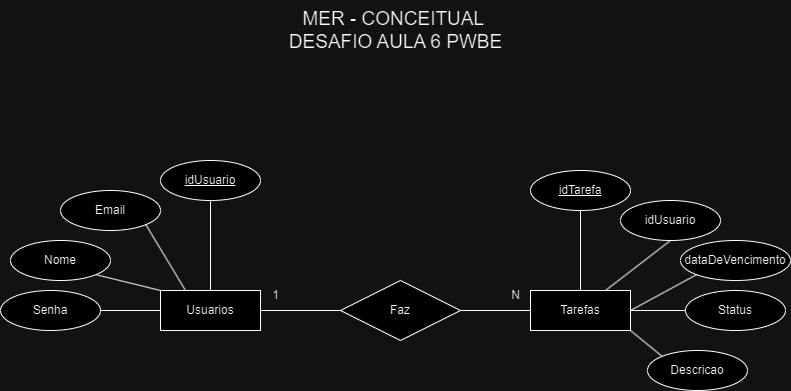 MER - CONCEITUAL
DESAFIO AULA 6 PWBE
idUsuario
idTarefa
Email
idUsuario
Nome
dataDeVencimento
Senha
Usuarios
1
Faz
N
Tarefas
Status
Descricao